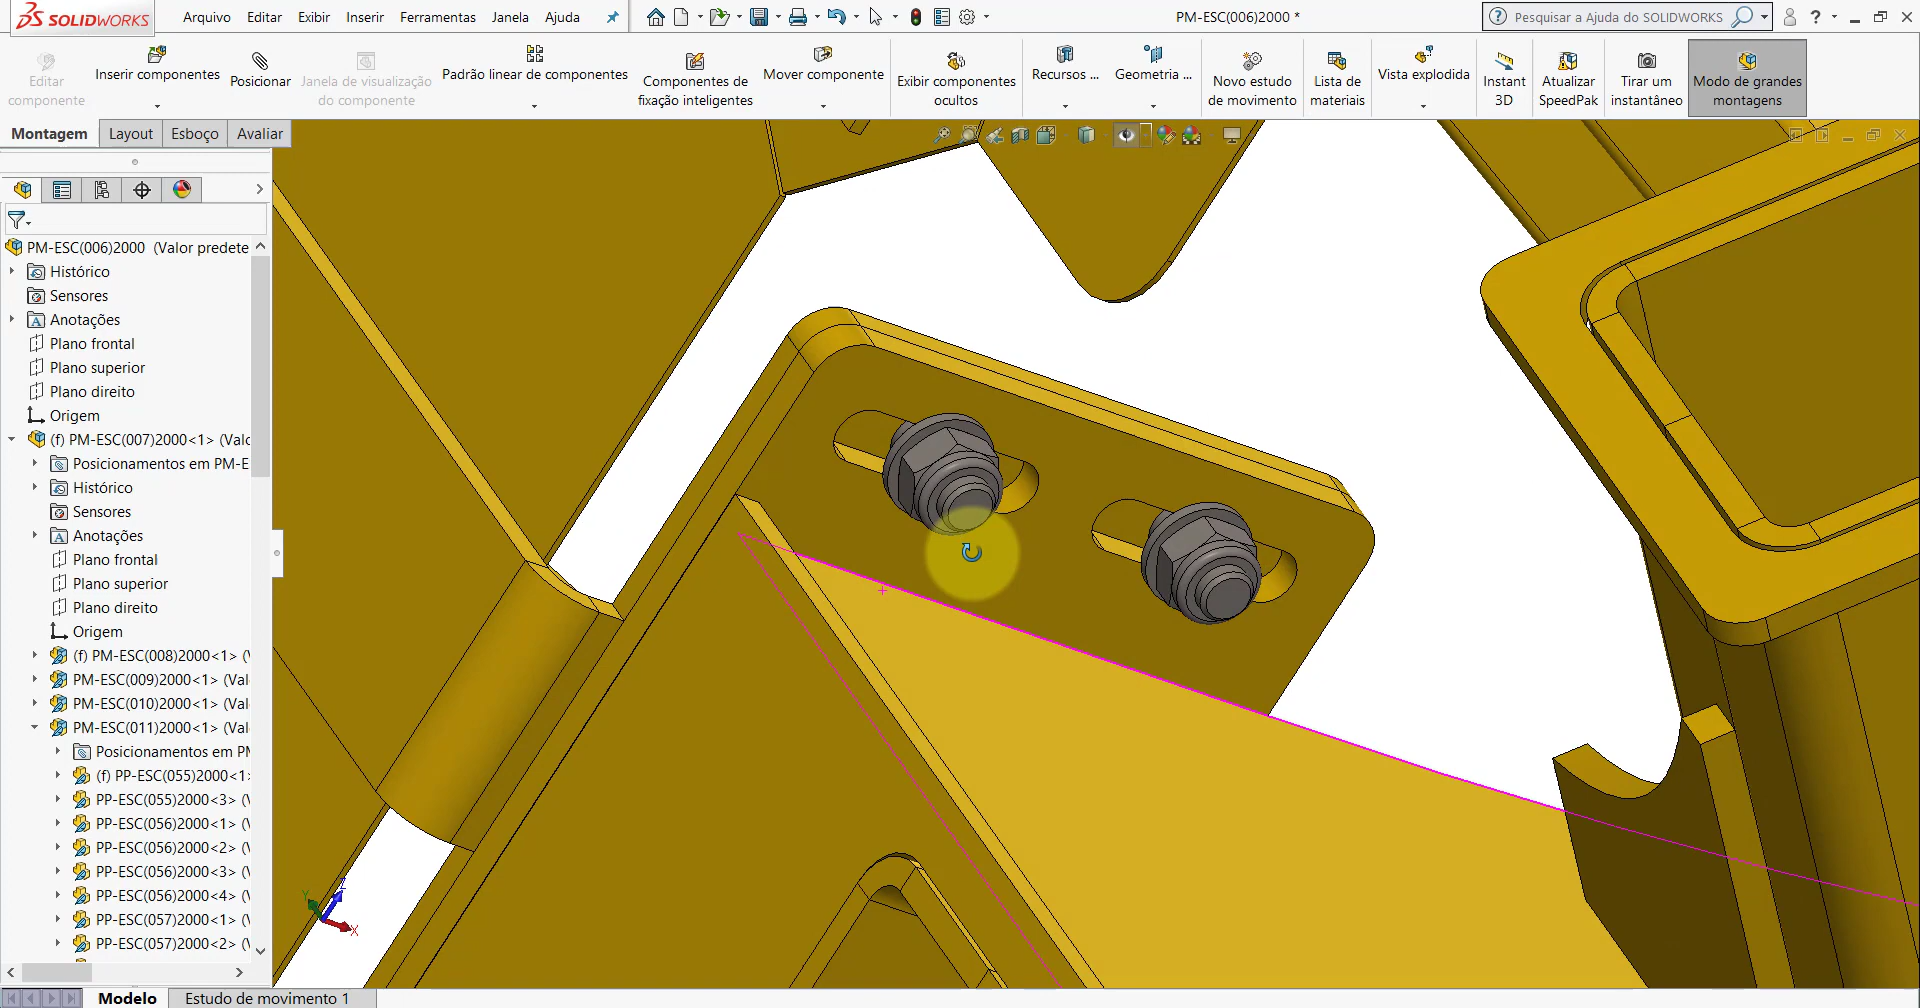 SOLIDWORKS
Arquivo Editar Exibir Inserir Ferramentas Janela Ajuda
PM-ESC(006)2000 *
Pesquisar a Ajuda do SOLIDWORKS
Editar componente
Inserir componentes
Posicionar
Janela de visualização do componente
Padrão linear de componentes
Componentes de fixação inteligentes
Mover componente
Exibir componentes ocultos
Recursos ...
Geometria ...
Novo estudo de movimento
Lista de materiais
Vista explodida
Instant 3D
Atualizar SpeedPak
Tirar um instantâneo
Modo de grandes montagens
Montagem Layout Esboço Avaliar
PM-ESC(006)2000 (Valor predete
Histórico
Sensores
Anotações
Plano frontal
Plano superior
Plano direito
Origem
(f) PM-ESC(007)2000<1> (Valc
Posicionamentos em PM-E
Histórico
Sensores
Anotações
Plano frontal
Plano superior
Plano direito
Origem
(f) PM-ESC(008)2000<1> (V
PM-ESC(009)2000<1> (Val
PM-ESC(010)2000<1> (Val
PM-ESC(011)2000<1> (Val
Posicionamentos em PM
(f) PP-ESC(055)2000<1>
PP-ESC(055)2000<3> (V
PP-ESC(056)2000<1> (V
PP-ESC(056)2000<2> (V
PP-ESC(056)2000<3> (V
PP-ESC(056)2000<4> (V
PP-ESC(057)2000<1> (V
PP-ESC(057)2000<2> (V
Y Z X
Modelo Estudo de movimento 1